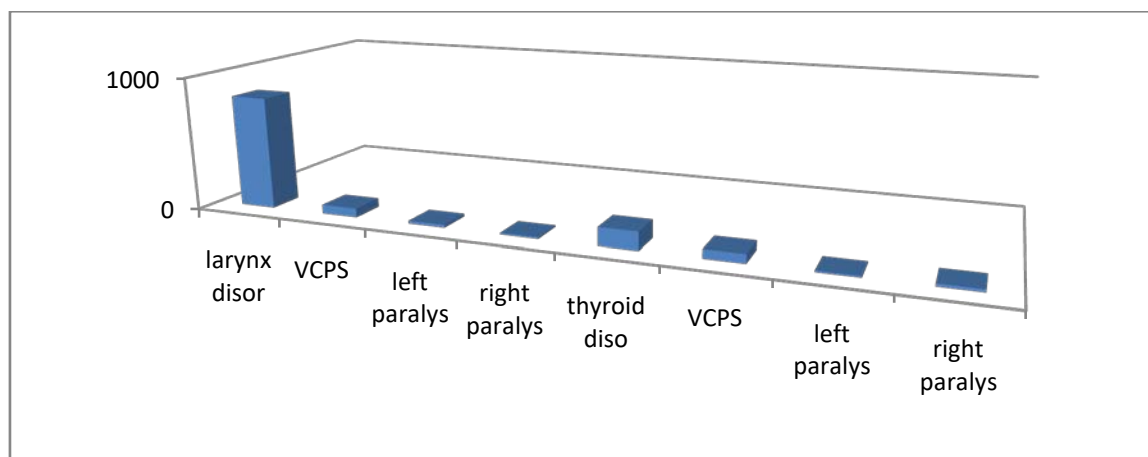 1000
0
larynx
disor
VCPS
left
paralys
right
paralys
thyroid
diso
VCPS
left
paralys
right
paralys